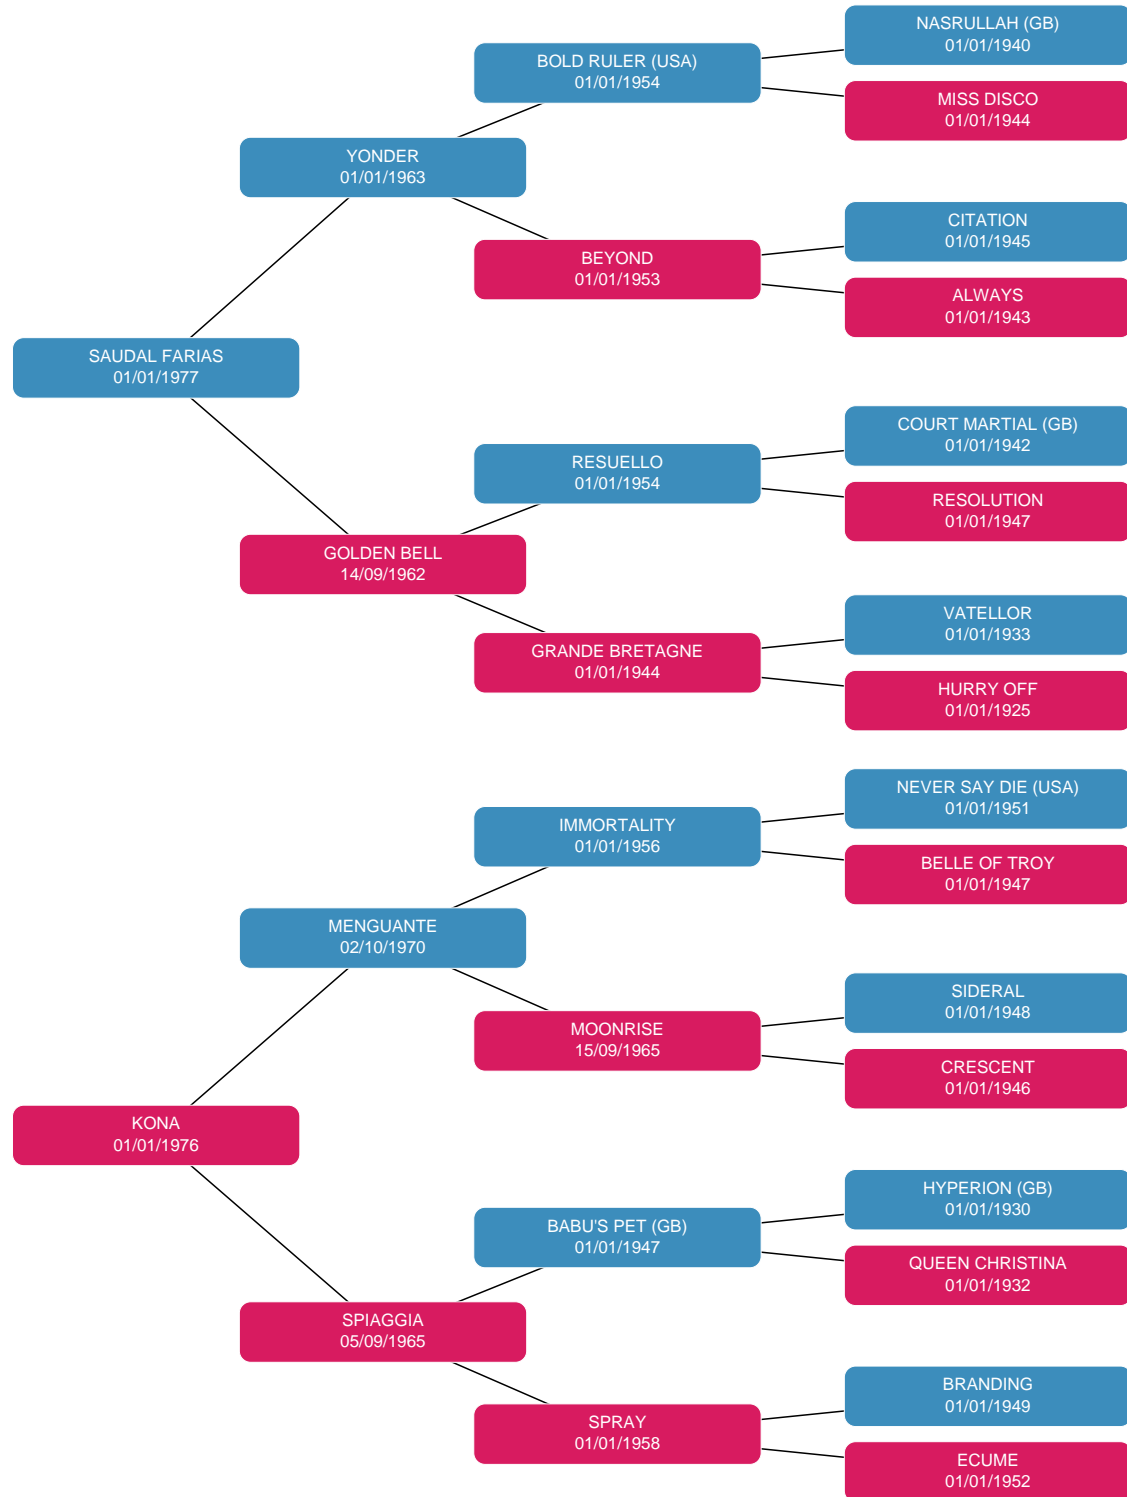 NASRULLAH (GB)
01/01/1940
BOLD RULER (USA)
01/01/1954
MISS DISCO
01/01/1944
YONDER
01/01/1963
CITATION
01/01/1945
BEYOND
01/01/1953
ALWAYS
01/01/1943
SAUDAL FARIAS
01/01/1977
COURT MARTIAL (GB)
01/01/1942
RESUELLO
01/01/1954
RESOLUTION
01/01/1947
GOLDEN BELL
14/09/1962
VATELLOR
01/01/1933
GRANDE BRETAGNE
01/01/1944
HURRY OFF
01/01/1925
NEVER SAY DIE (USA)
01/01/1951
IMMORTALITY
01/01/1956
BELLE OF TROY
01/01/1947
MENGUANTE
02/10/1970
SIDERAL
01/01/1948
MOONRISE
15/09/1965
CRESCENT
01/01/1946
KONA
01/01/1976
HYPERION (GB)
01/01/1930
BABU'S PET (GB)
01/01/1947
QUEEN CHRISTINA
01/01/1932
SPIAGGIA
05/09/1965
BRANDING
01/01/1949
SPRAY
01/01/1958
ECUME
01/01/1952